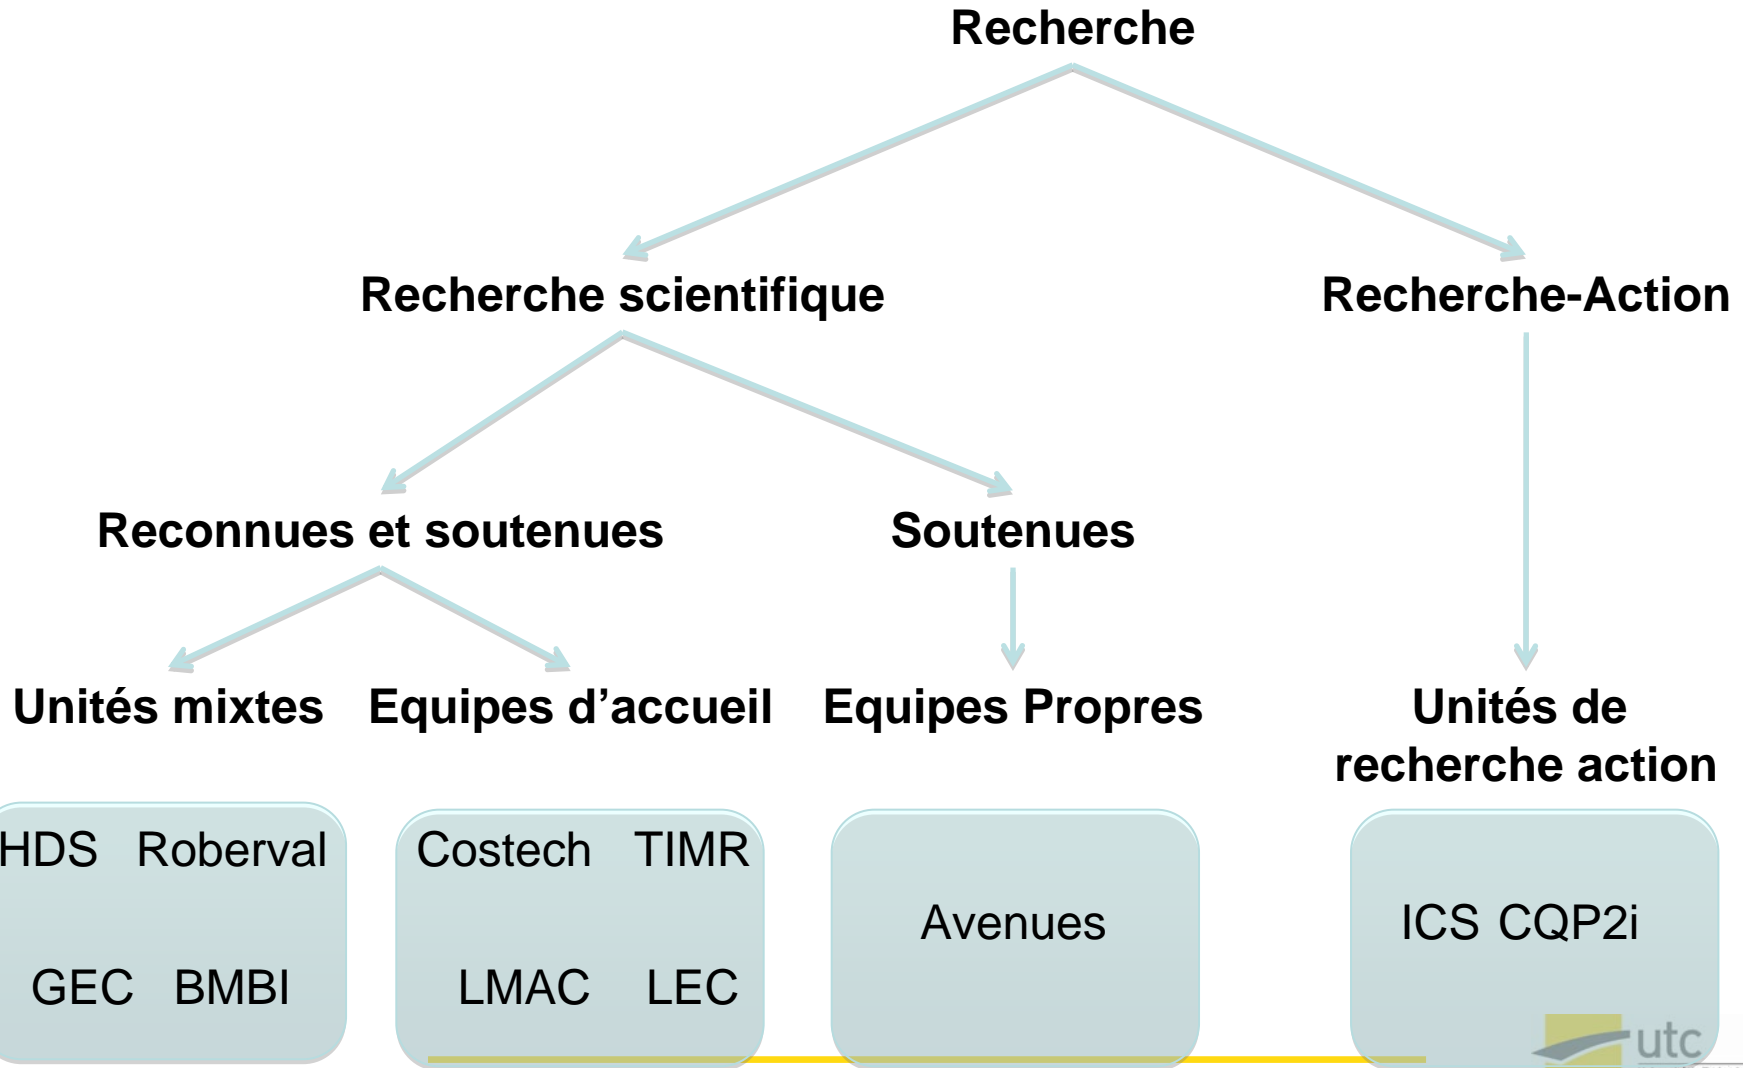 Recherche
Recherche scientifique
Recherche-Action
Reconnues et soutenues
Soutenues
Unités mixtes
Equipes d’accueil
Equipes Propres
Unités de
recherche action
HDS Roberval
GEC BMBI
Costech TIMR
LMAC LEC
Avenues
ICS CQP2i
utc